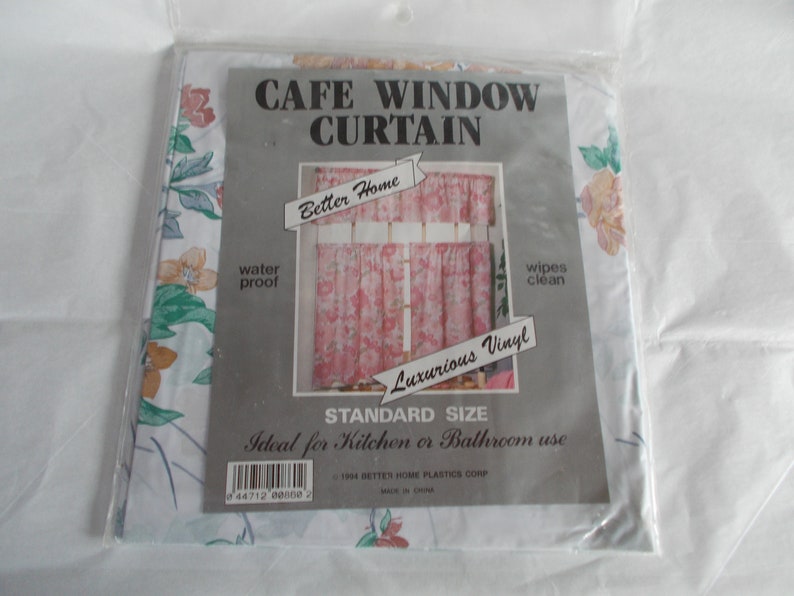 CAFE WINDOW
CURTAIN
Better Home
water
proof
wipes
clean
Luxurious Vinyl
STANDARD SIZE
Ideal for Kitchen or Bathroom use
0 44712 00860 2
© 1994 BETTER HOME PLASTICS CORP
MADE IN CHINA